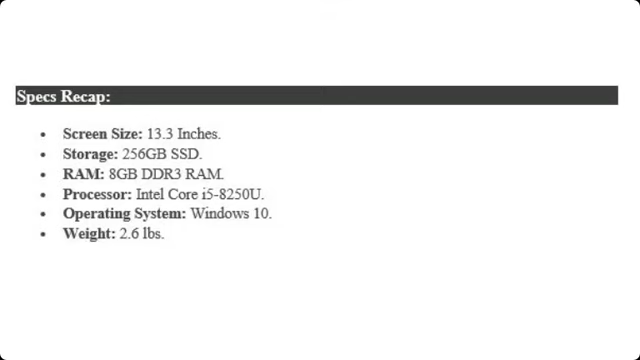 Specs Recap:
• Screen Size: 13.3 Inches.
• Storage: 256GB SSD.
• RAM: 8GB DDR3 RAM.
• Processor: Intel Core i5-8250U.
• Operating System: Windows 10.
• Weight: 2.6 lbs.